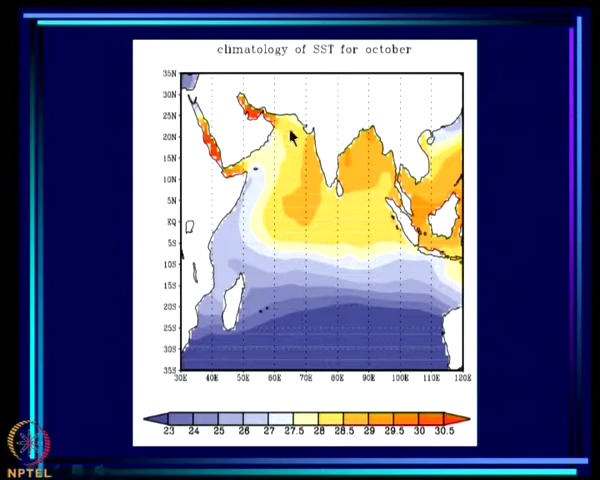 climatology of SST for october
35N
30N
25N
20N
15N
10N
5N
EQ
5S
10S
15S
20S
25S
30S
35S
30E 40E 50E 60E 70E 80E 90E 100E 110E 120E
23 24 25 26 27 27.5 28 28.5 29 29.5 30 30.5
NPTEL